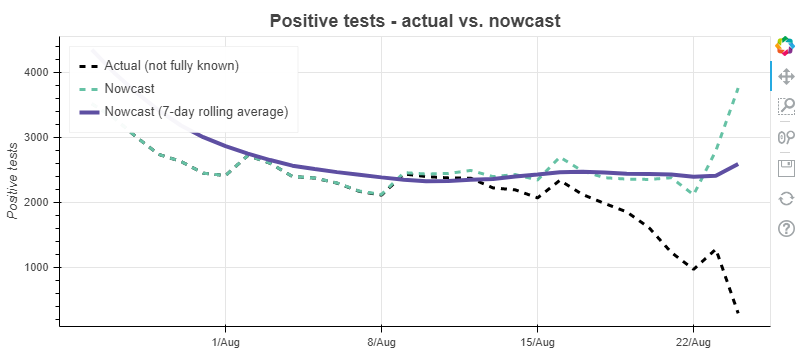 Positive tests - actual vs. nowcast
Actual (not fully known)
Nowcast
Nowcast (7-day rolling average)
Positive tests
4000
3000
2000
1000
1/Aug
8/Aug
15/Aug
22/Aug